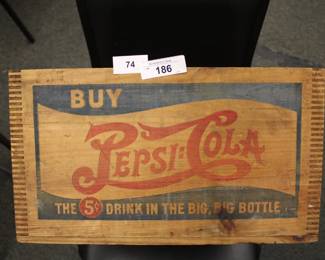 74
186
BUY
PEPSI:COLA
THE 5¢ DRINK IN THE BIG, BIG BOTTLE